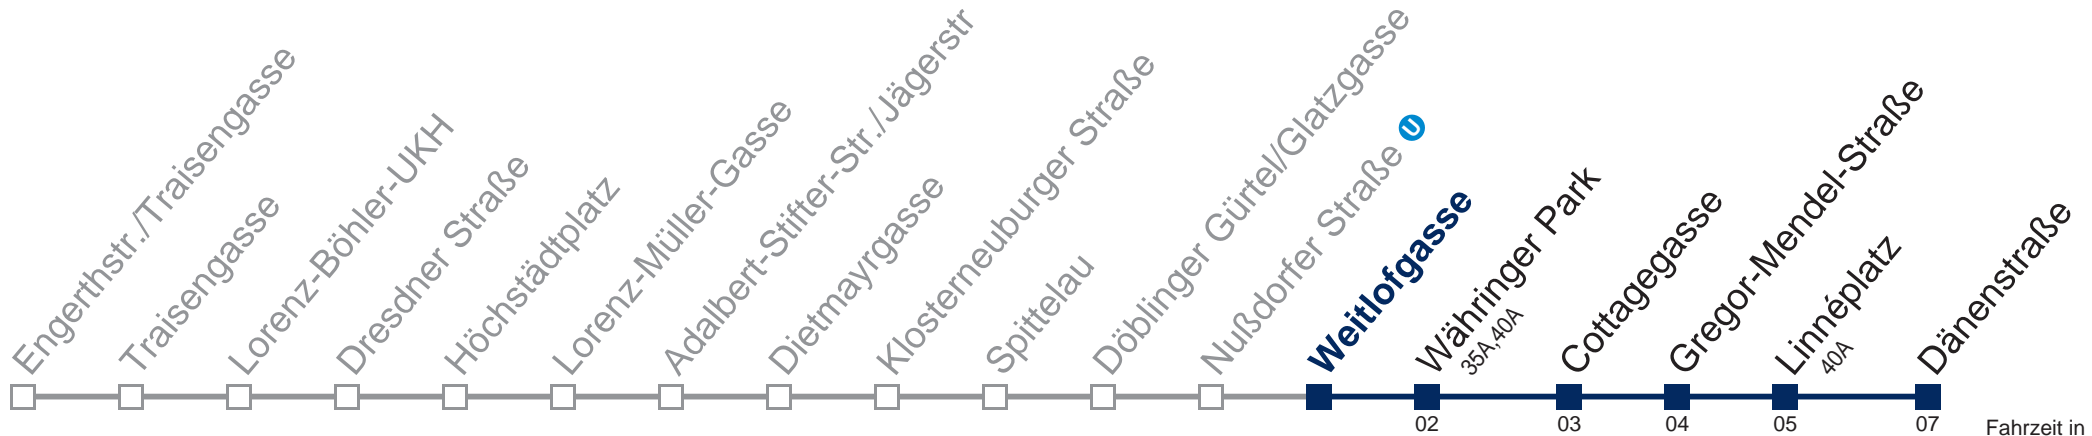 Engerthstr./Traisengasse
Traisengasse
Lorenz-Böhler-UKH
Dresdner Straße
Höchstädtplatz
Lorenz-Müller-Gasse
Adalbert-Stifter-Str./Jägerstr
Dietmayrgasse
Klosterneuburger Straße
Spittelau
Döblinger Gürtel/Glatzgasse
Nußdorfer Straße U
Weitlofgasse
Währinger Park
35A,40A
Cottagegasse
Gregor-Mendel-Straße
Linnéplatz
40A
Dänenstraße
02 03 04 05 07
Fahrzeit in